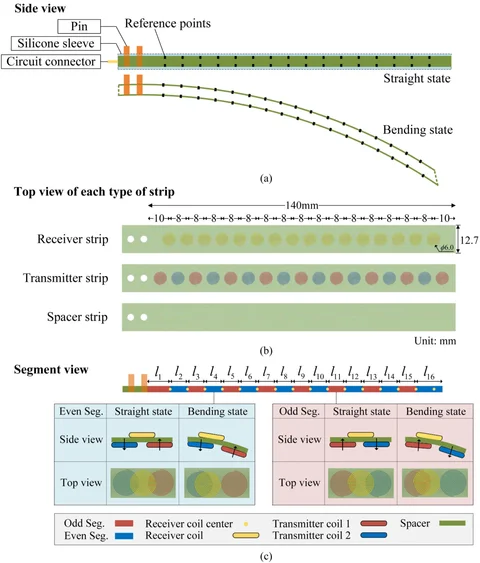 Side view
Pin
Reference points
Silicone sleeve
Circuit connector
Straight state
Bending state
(a)
Top view of each type of strip
140mm
10 8 8 8 8 8 8 8 8 8 8 8 8 8 8 8 10
Receiver strip
ϕ6.0
12.7
Transmitter strip
Spacer strip
Unit: mm
(b)
Segment view
l1 l2 l3 l4 l5 l6 l7 l8 l9 l10 l11 l12 l13 l14 l15 l16
Even Seg. Straight state Bending state
Side view
Top view
Odd Seg. Straight state Bending state
Side view
Top view
Odd Seg. Receiver coil center Transmitter coil 1 Spacer
Even Seg. Receiver coil Transmitter coil 2
(c)